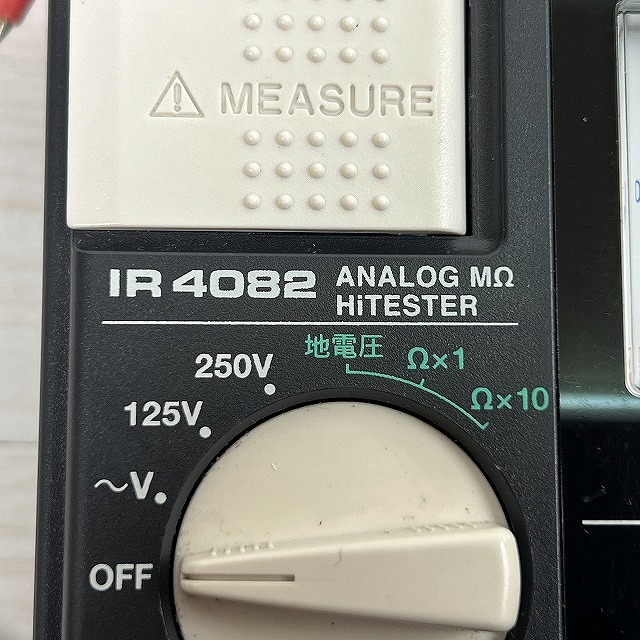 MEASURE
IR 4082 ANALOG MΩ
HiTESTER
250V 地電圧 Ω×1
125V Ω×10
～V
OFF